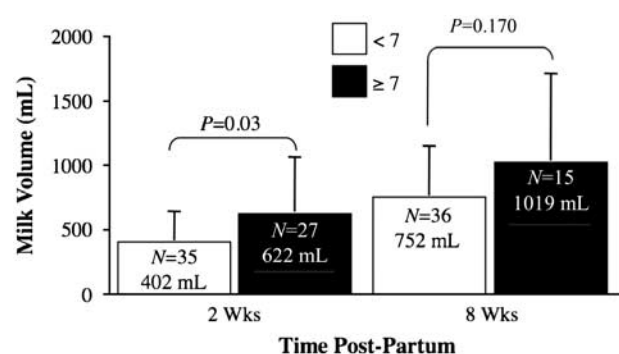 Milk Volume (mL)
2000
1500
1000
500
0
< 7
≥ 7
P=0.03
P=0.170
N=35
402 mL
N=27
622 mL
N=36
752 mL
N=15
1019 mL
2 Wks
8 Wks
Time Post-Partum